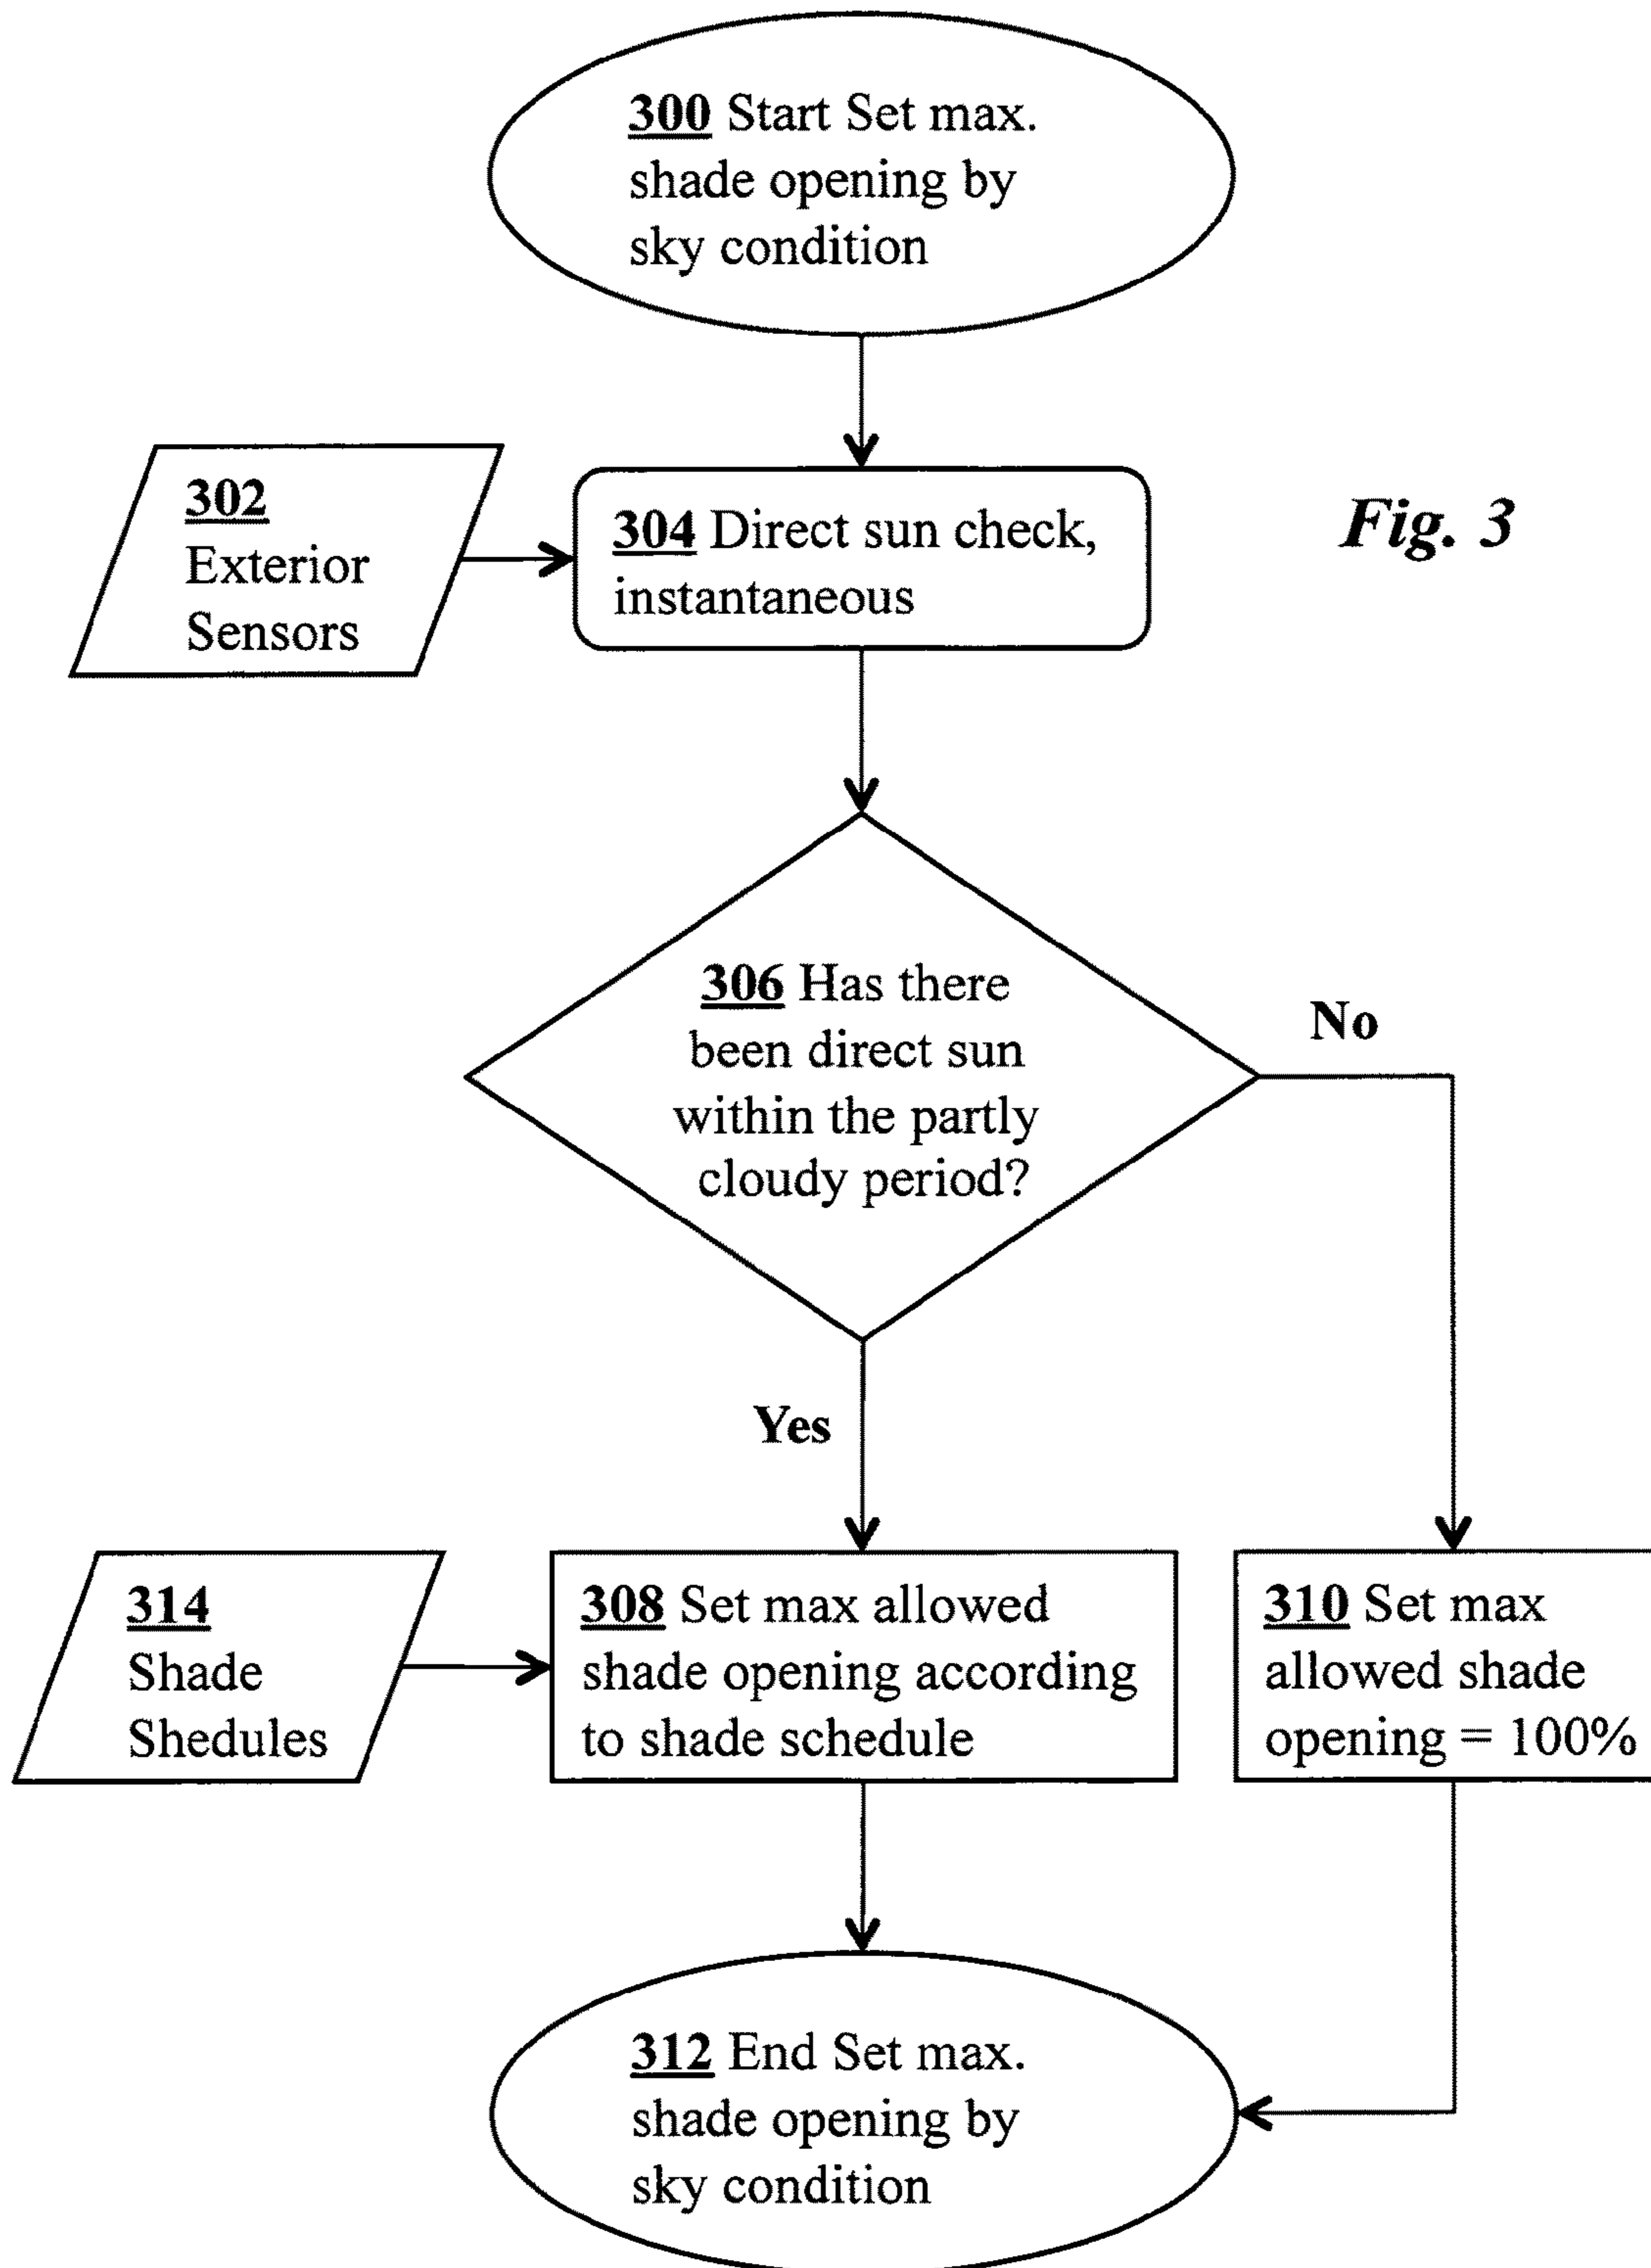 300 Start Set max.
shade opening by
sky condition
302
Exterior
Sensors
304 Direct sun check,
instantaneous
Fig. 3
306 Has there
been direct sun
within the partly
cloudy period?
No
Yes
314
Shade
Shedules
308 Set max allowed
shade opening according
to shade schedule
310 Set max
allowed shade
opening = 100%
312 End Set max.
shade opening by
sky condition